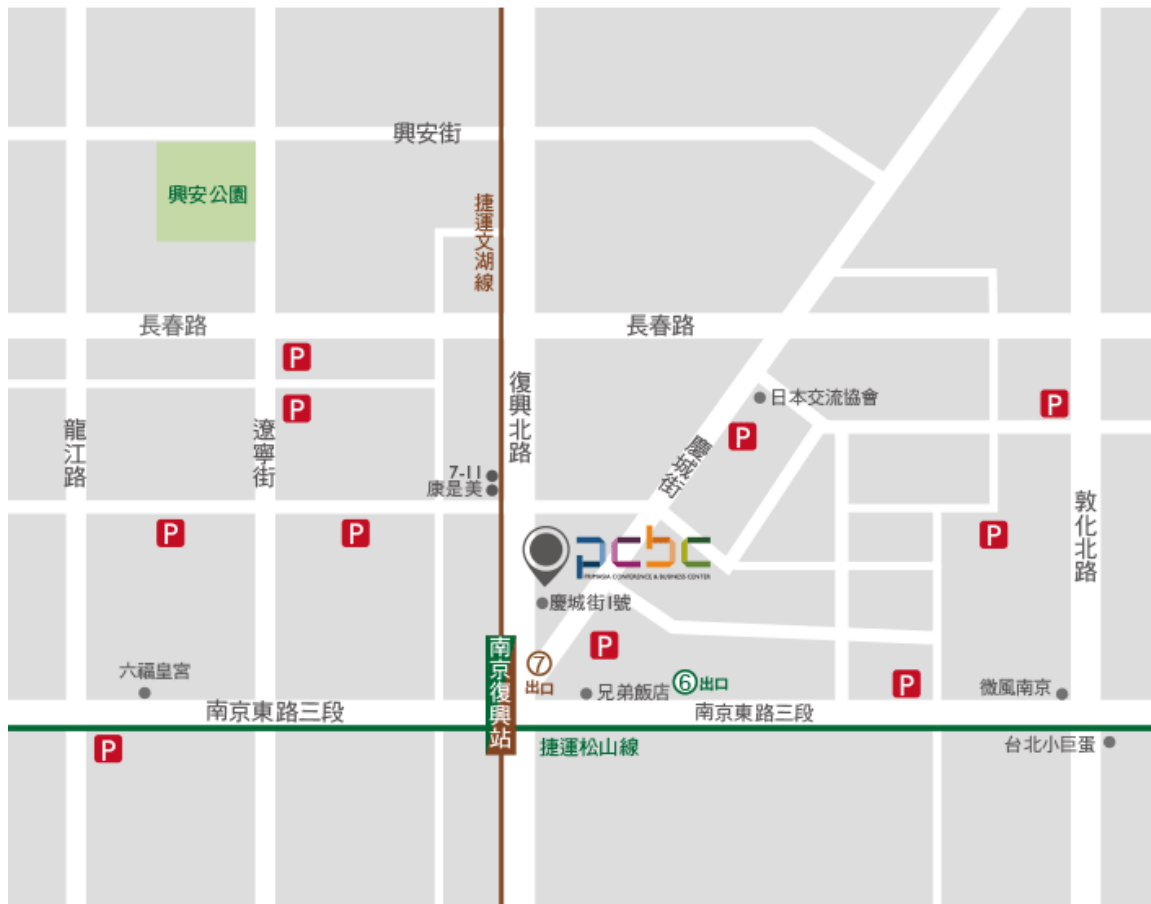 興安街
興安公園
捷運文湖線
長春路
長春路
P
P
復興北路
日本交流協會
P
P
龍江路
遼寧街
慶城街
7-11
康是美
敦化北路
P
P
P
pcbc
PRIMASIA CONFERENCE & BUSINESS CENTER
慶城街1號
P
南京復興站
7
出口
六福皇宮
兄弟飯店
6出口
P
微風南京
南京東路三段
南京東路三段
P
捷運松山線
台北小巨蛋